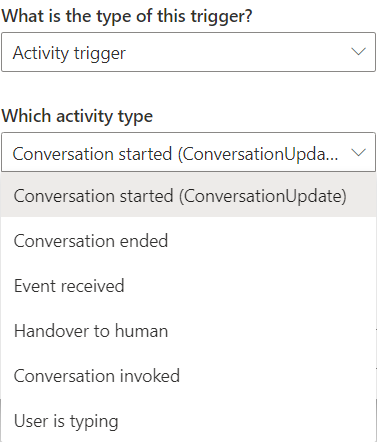 What is the type of this trigger?
Activity trigger
Which activity type
Conversation started (ConversationUpda...
Conversation started (ConversationUpdate)
Conversation ended
Event received
Handover to human
Conversation invoked
User is typing